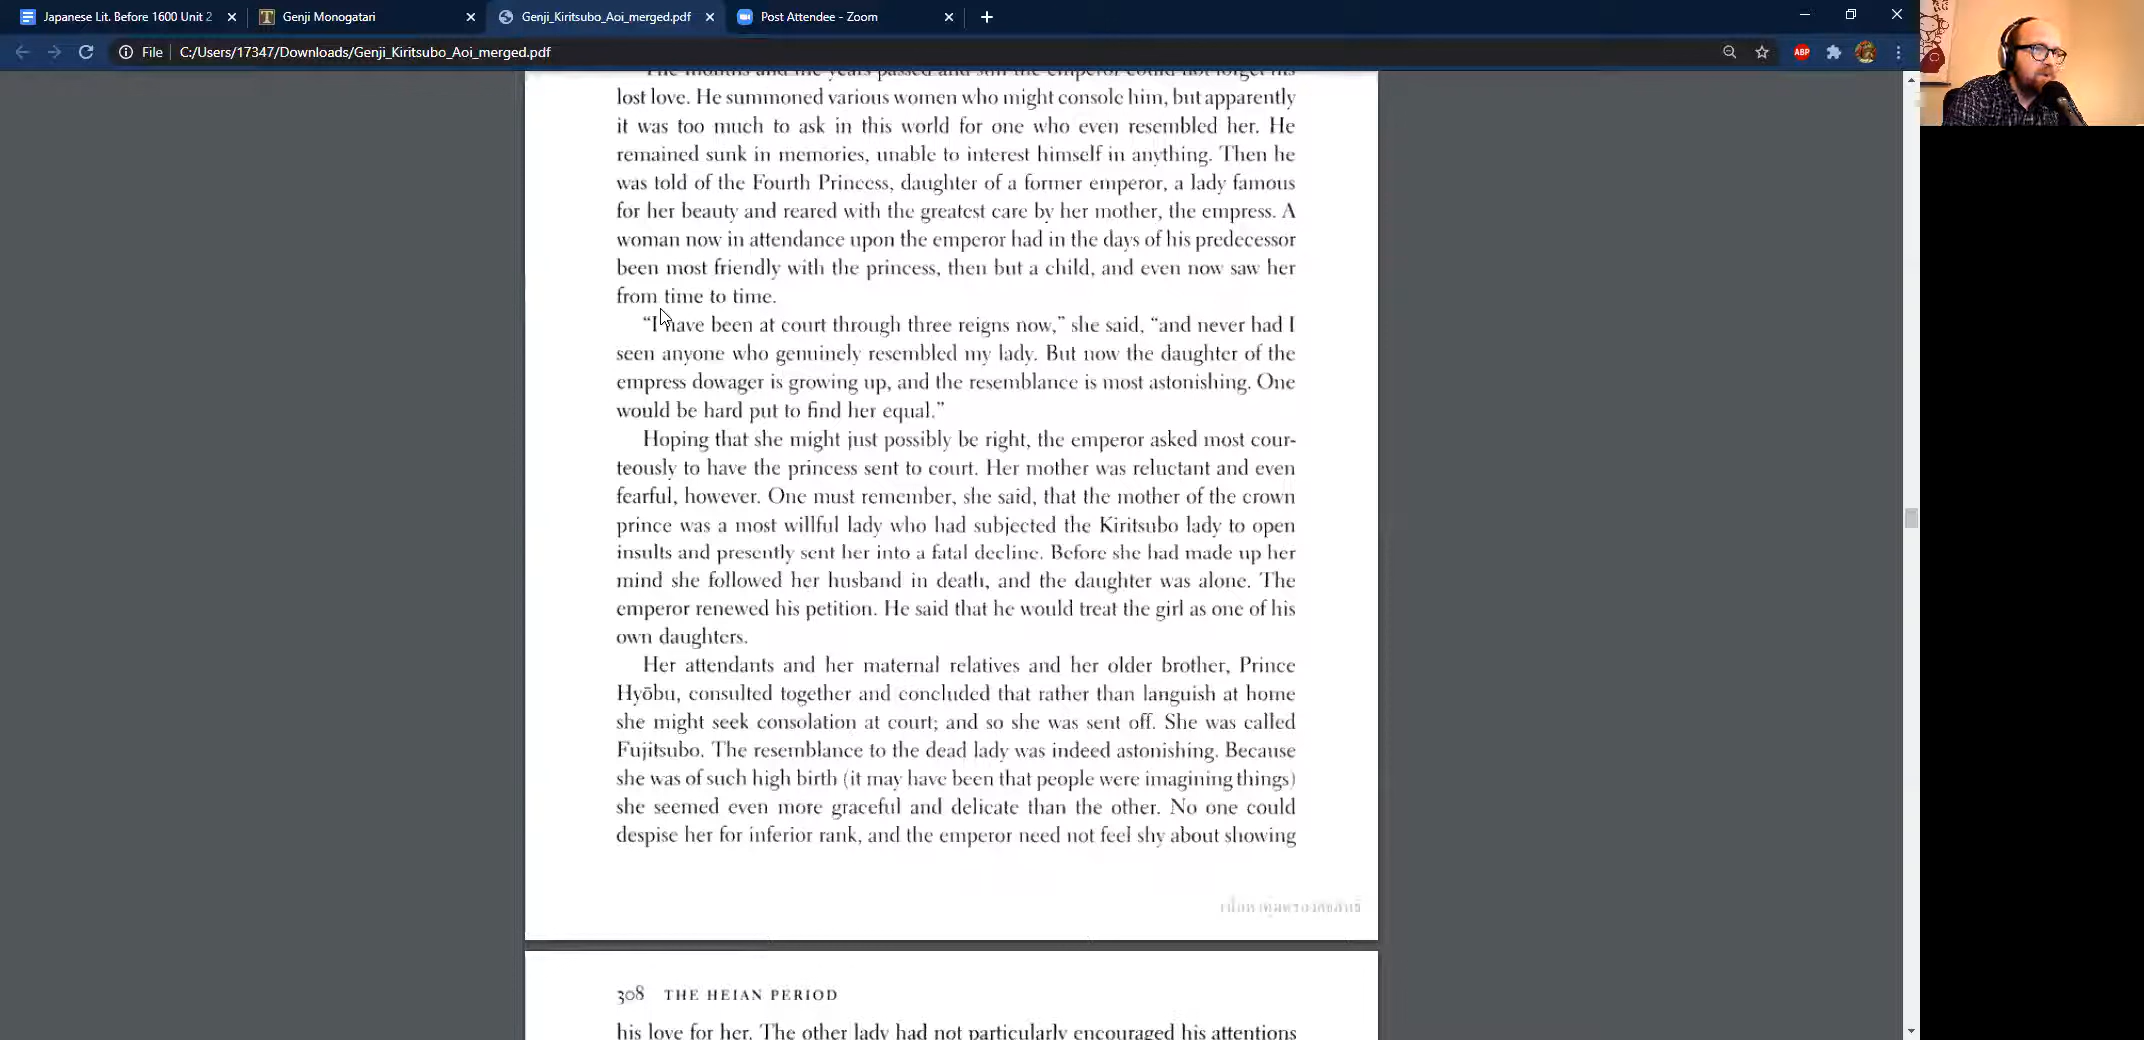 Japanese Lit. Before 1600 Unit 2
Genji Monogatari
Genji_Kiritsubo_Aoi_merged.pdf
Post Attendee - Zoom
File
C:/Users/17347/Downloads/Genji_Kiritsubo_Aoi_merged.pdf
ABP
The months and the years passed and still the emperor could not forget his
lost love. He summoned various women who might console him, but apparently
it was too much to ask in this world for one who even resembled her. He
remained sunk in memories, unable to interest himself in anything. Then he
was told of the Fourth Princess, daughter of a former emperor, a lady famous
for her beauty and reared with the greatest care by her mother, the empress. A
woman now in attendance upon the emperor had in the days of his predecessor
been most friendly with the princess, then but a child, and even now saw her
from time to time.
“I have been at court through three reigns now,” she said, “and never had I
seen anyone who genuinely resembled my lady. But now the daughter of the
empress dowager is growing up, and the resemblance is most astonishing. One
would be hard put to find her equal.”
Hoping that she might just possibly be right, the emperor asked most cour-
teously to have the princess sent to court. Her mother was reluctant and even
fearful, however. One must remember, she said, that the mother of the crown
prince was a most willful lady who had subjected the Kiritsubo lady to open
insults and presently sent her into a fatal decline. Before she had made up her
mind she followed her husband in death, and the daughter was alone. The
emperor renewed his petition. He said that he would treat the girl as one of his
own daughters.
Her attendants and her maternal relatives and her older brother, Prince
Hyōbu, consulted together and concluded that rather than languish at home
she might seek consolation at court; and so she was sent off. She was called
Fujitsubo. The resemblance to the dead lady was indeed astonishing. Because
she was of such high birth (it may have been that people were imagining things)
she seemed even more graceful and delicate than the other. No one could
despise her for inferior rank, and the emperor need not feel shy about showing
308 THE HEIAN PERIOD
his love for her. The other lady had not particularly encouraged his attentions